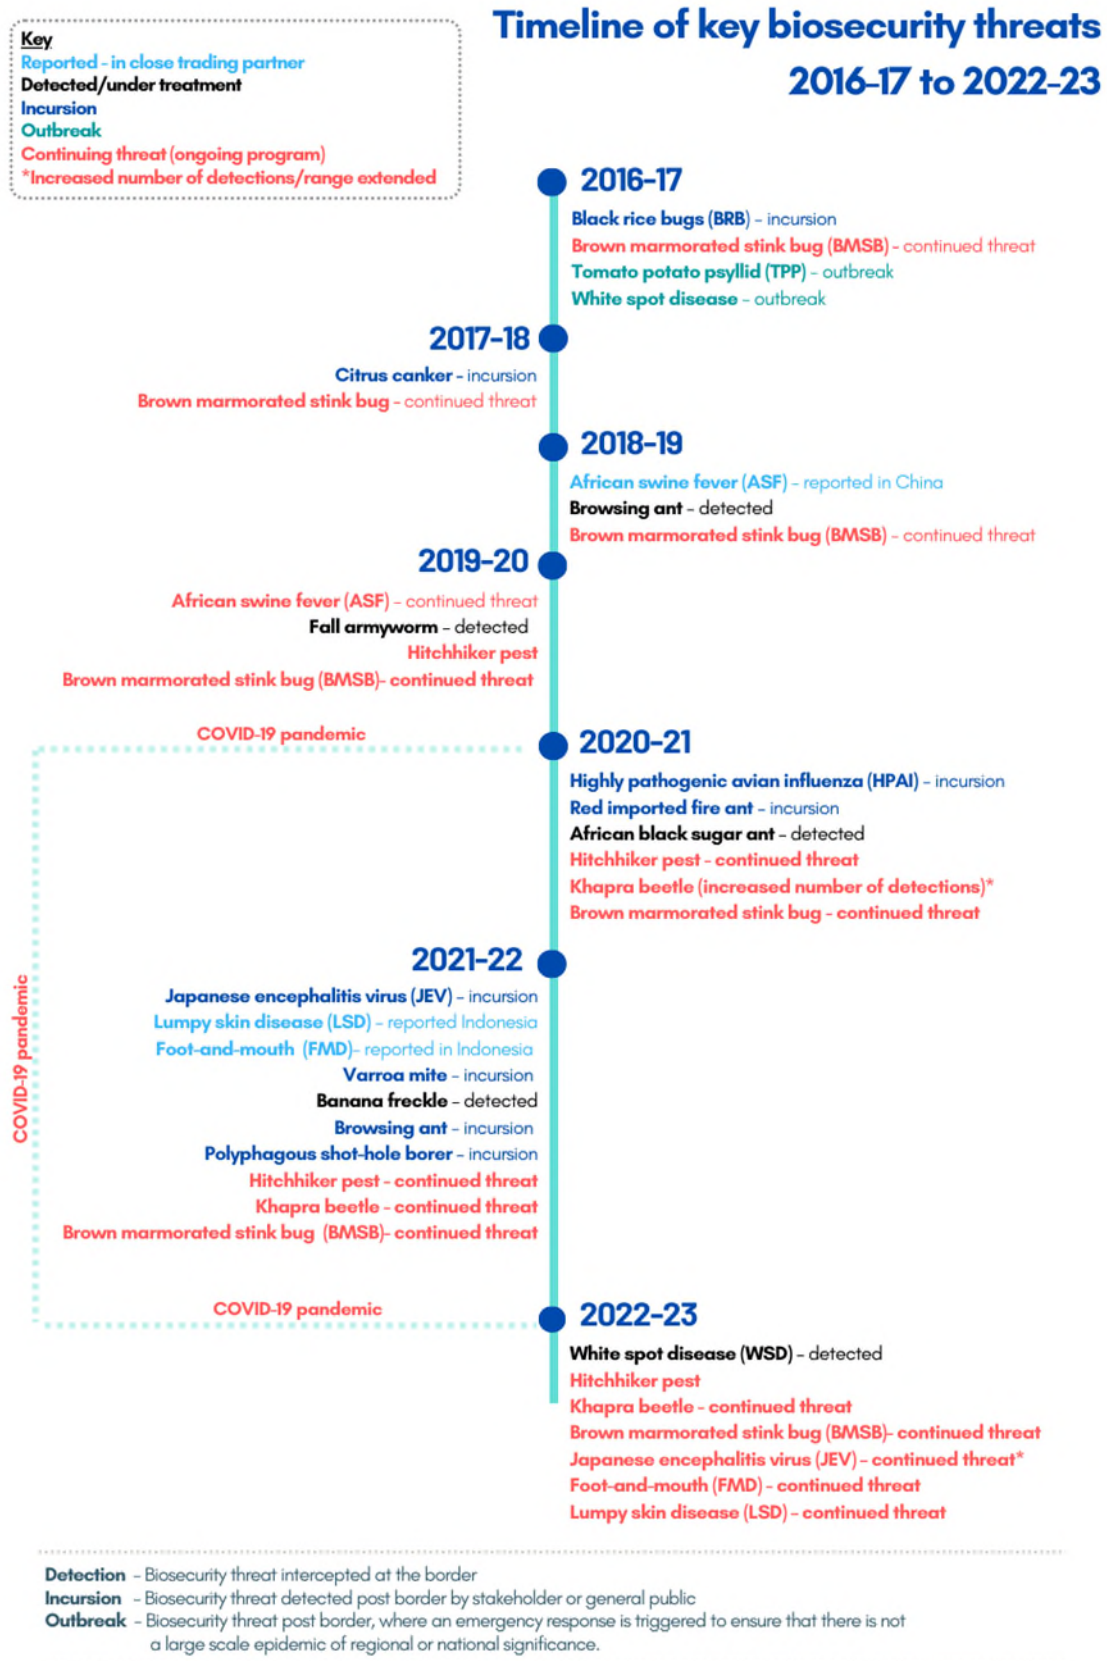 Timeline of key biosecurity threats
2016-17 to 2022-23
Key
Reported - in close trading partner
Detected/under treatment
Incursion
Outbreak
Continuing threat (ongoing program)
*Increased number of detections/range extended
2016-17
Black rice bugs (BRB) - incursion
Brown marmorated stink bug (BMSB) - continued threat
Tomato potato psyllid (TPP) - outbreak
White spot disease - outbreak
2017-18
Citrus canker - incursion
Brown marmorated stink bug - continued threat
2018-19
African swine fever (ASF) - reported in China
Browsing ant - detected
Brown marmorated stink bug (BMSB) - continued threat
2019-20
African swine fever (ASF) - continued threat
Fall armyworm - detected
Hitchhiker pest
Brown marmorated stink bug (BMSB)- continued threat
COVID-19 pandemic
2020-21
Highly pathogenic avian influenza (HPAI) - incursion
Red imported fire ant - incursion
African black sugar ant - detected
Hitchhiker pest - continued threat
Khapra beetle (increased number of detections)*
Brown marmorated stink bug - continued threat
COVID-19 pandemic
2021-22
Japanese encephalitis virus (JEV) - incursion
Lumpy skin disease (LSD) - reported Indonesia
Foot-and-mouth (FMD)- reported in Indonesia
Varroa mite - incursion
Banana freckle - detected
Browsing ant - incursion
Polyphagous shot-hole borer - incursion
Hitchhiker pest - continued threat
Khapra beetle - continued threat
Brown marmorated stink bug (BMSB)- continued threat
COVID-19 pandemic
2022-23
White spot disease (WSD) - detected
Hitchhiker pest
Khapra beetle - continued threat
Brown marmorated stink bug (BMSB)- continued threat
Japanese encephalitis virus (JEV) - continued threat*
Foot-and-mouth (FMD) - continued threat
Lumpy skin disease (LSD) - continued threat
Detection - Biosecurity threat intercepted at the border
Incursion - Biosecurity threat detected post border by stakeholder or general public
Outbreak - Biosecurity threat post border, where an emergency response is triggered to ensure that there is not
a large scale epidemic of regional or national significance.